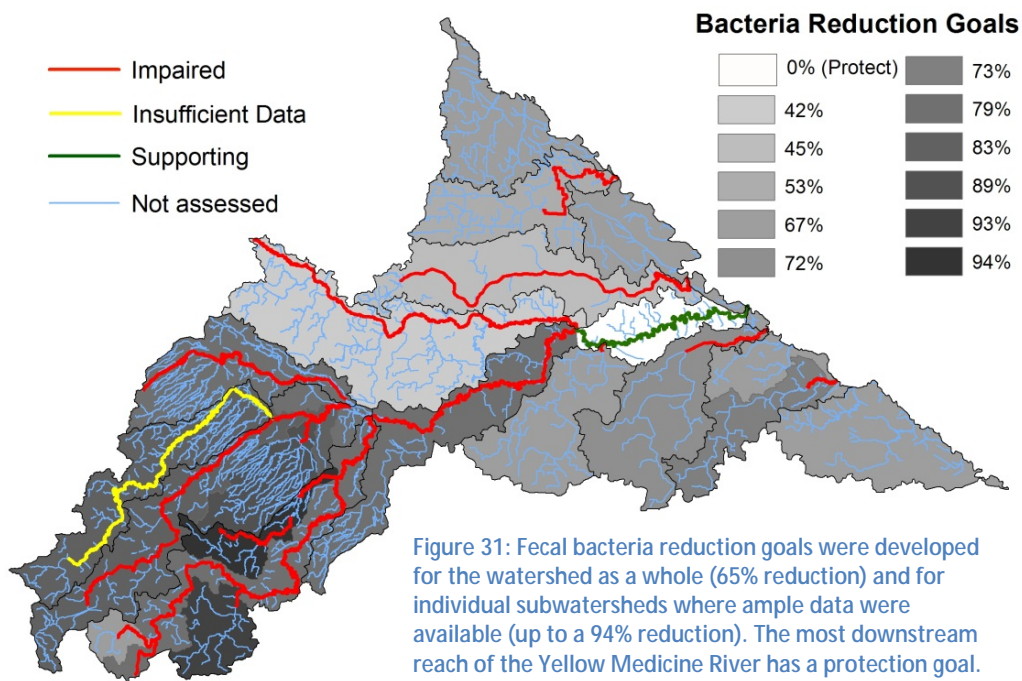 Bacteria Reduction Goals
Impaired
Insufficient Data
Supporting
Not assessed
0% (Protect)
42%
45%
53%
67%
72%
73%
79%
83%
89%
93%
94%
Figure 31: Fecal bacteria reduction goals were developed
for the watershed as a whole (65% reduction) and for
individual subwatersheds where ample data were
available (up to a 94% reduction). The most downstream
reach of the Yellow Medicine River has a protection goal.